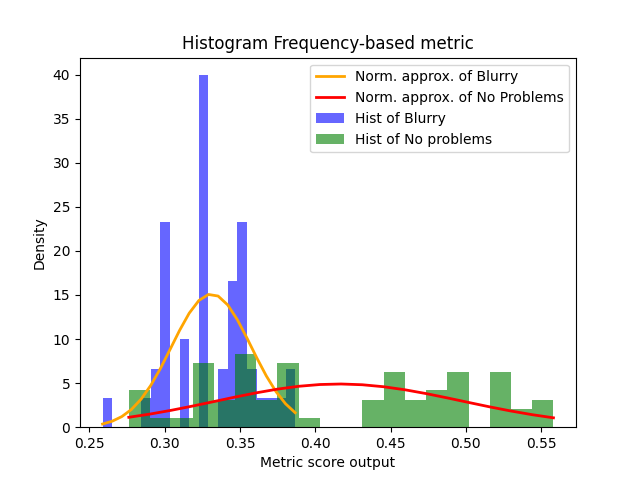 Histogram Frequency-based metric
Norm. approx. of Blurry
Norm. approx. of No Problems
Hist of Blurry
Hist of No problems
Density
40
35
30
25
20
15
10
5
0
0.25 0.30 0.35 0.40 0.45 0.50 0.55
Metric score output